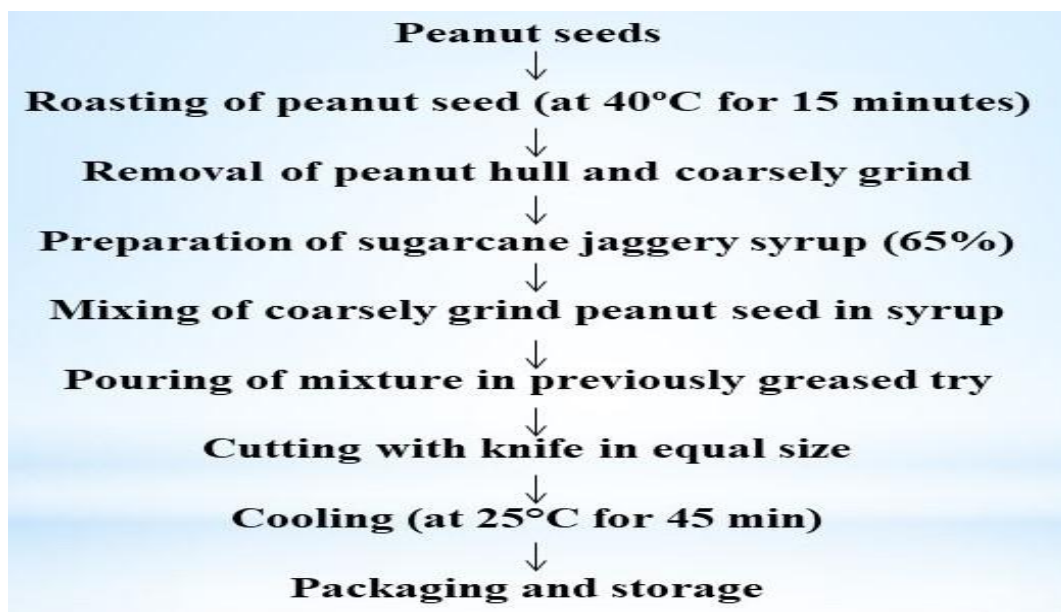 Peanut seeds
↓
Roasting of peanut seed (at 40°C for 15 minutes)
↓
Removal of peanut hull and coarsely grind
↓
Preparation of sugarcane jaggery syrup (65%)
↓
Mixing of coarsely grind peanut seed in syrup
↓
Pouring of mixture in previously greased try
↓
Cutting with knife in equal size
↓
Cooling (at 25°C for 45 min)
↓
Packaging and storage